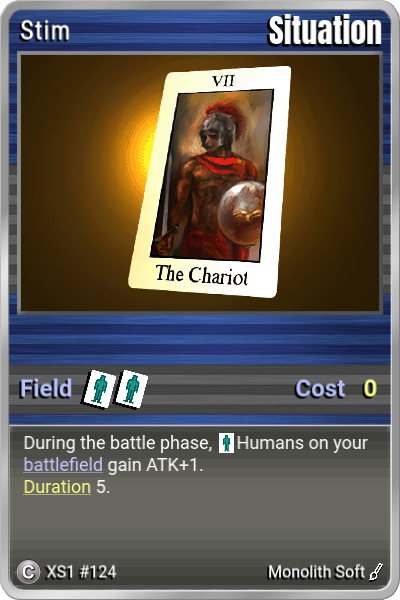 Stim
Situation
VII
The Chariot
Field
Cost 0
During the battle phase, Humans on your
battlefield gain ATK+1.
Duration 5.
C XS1 #124
Monolith Soft